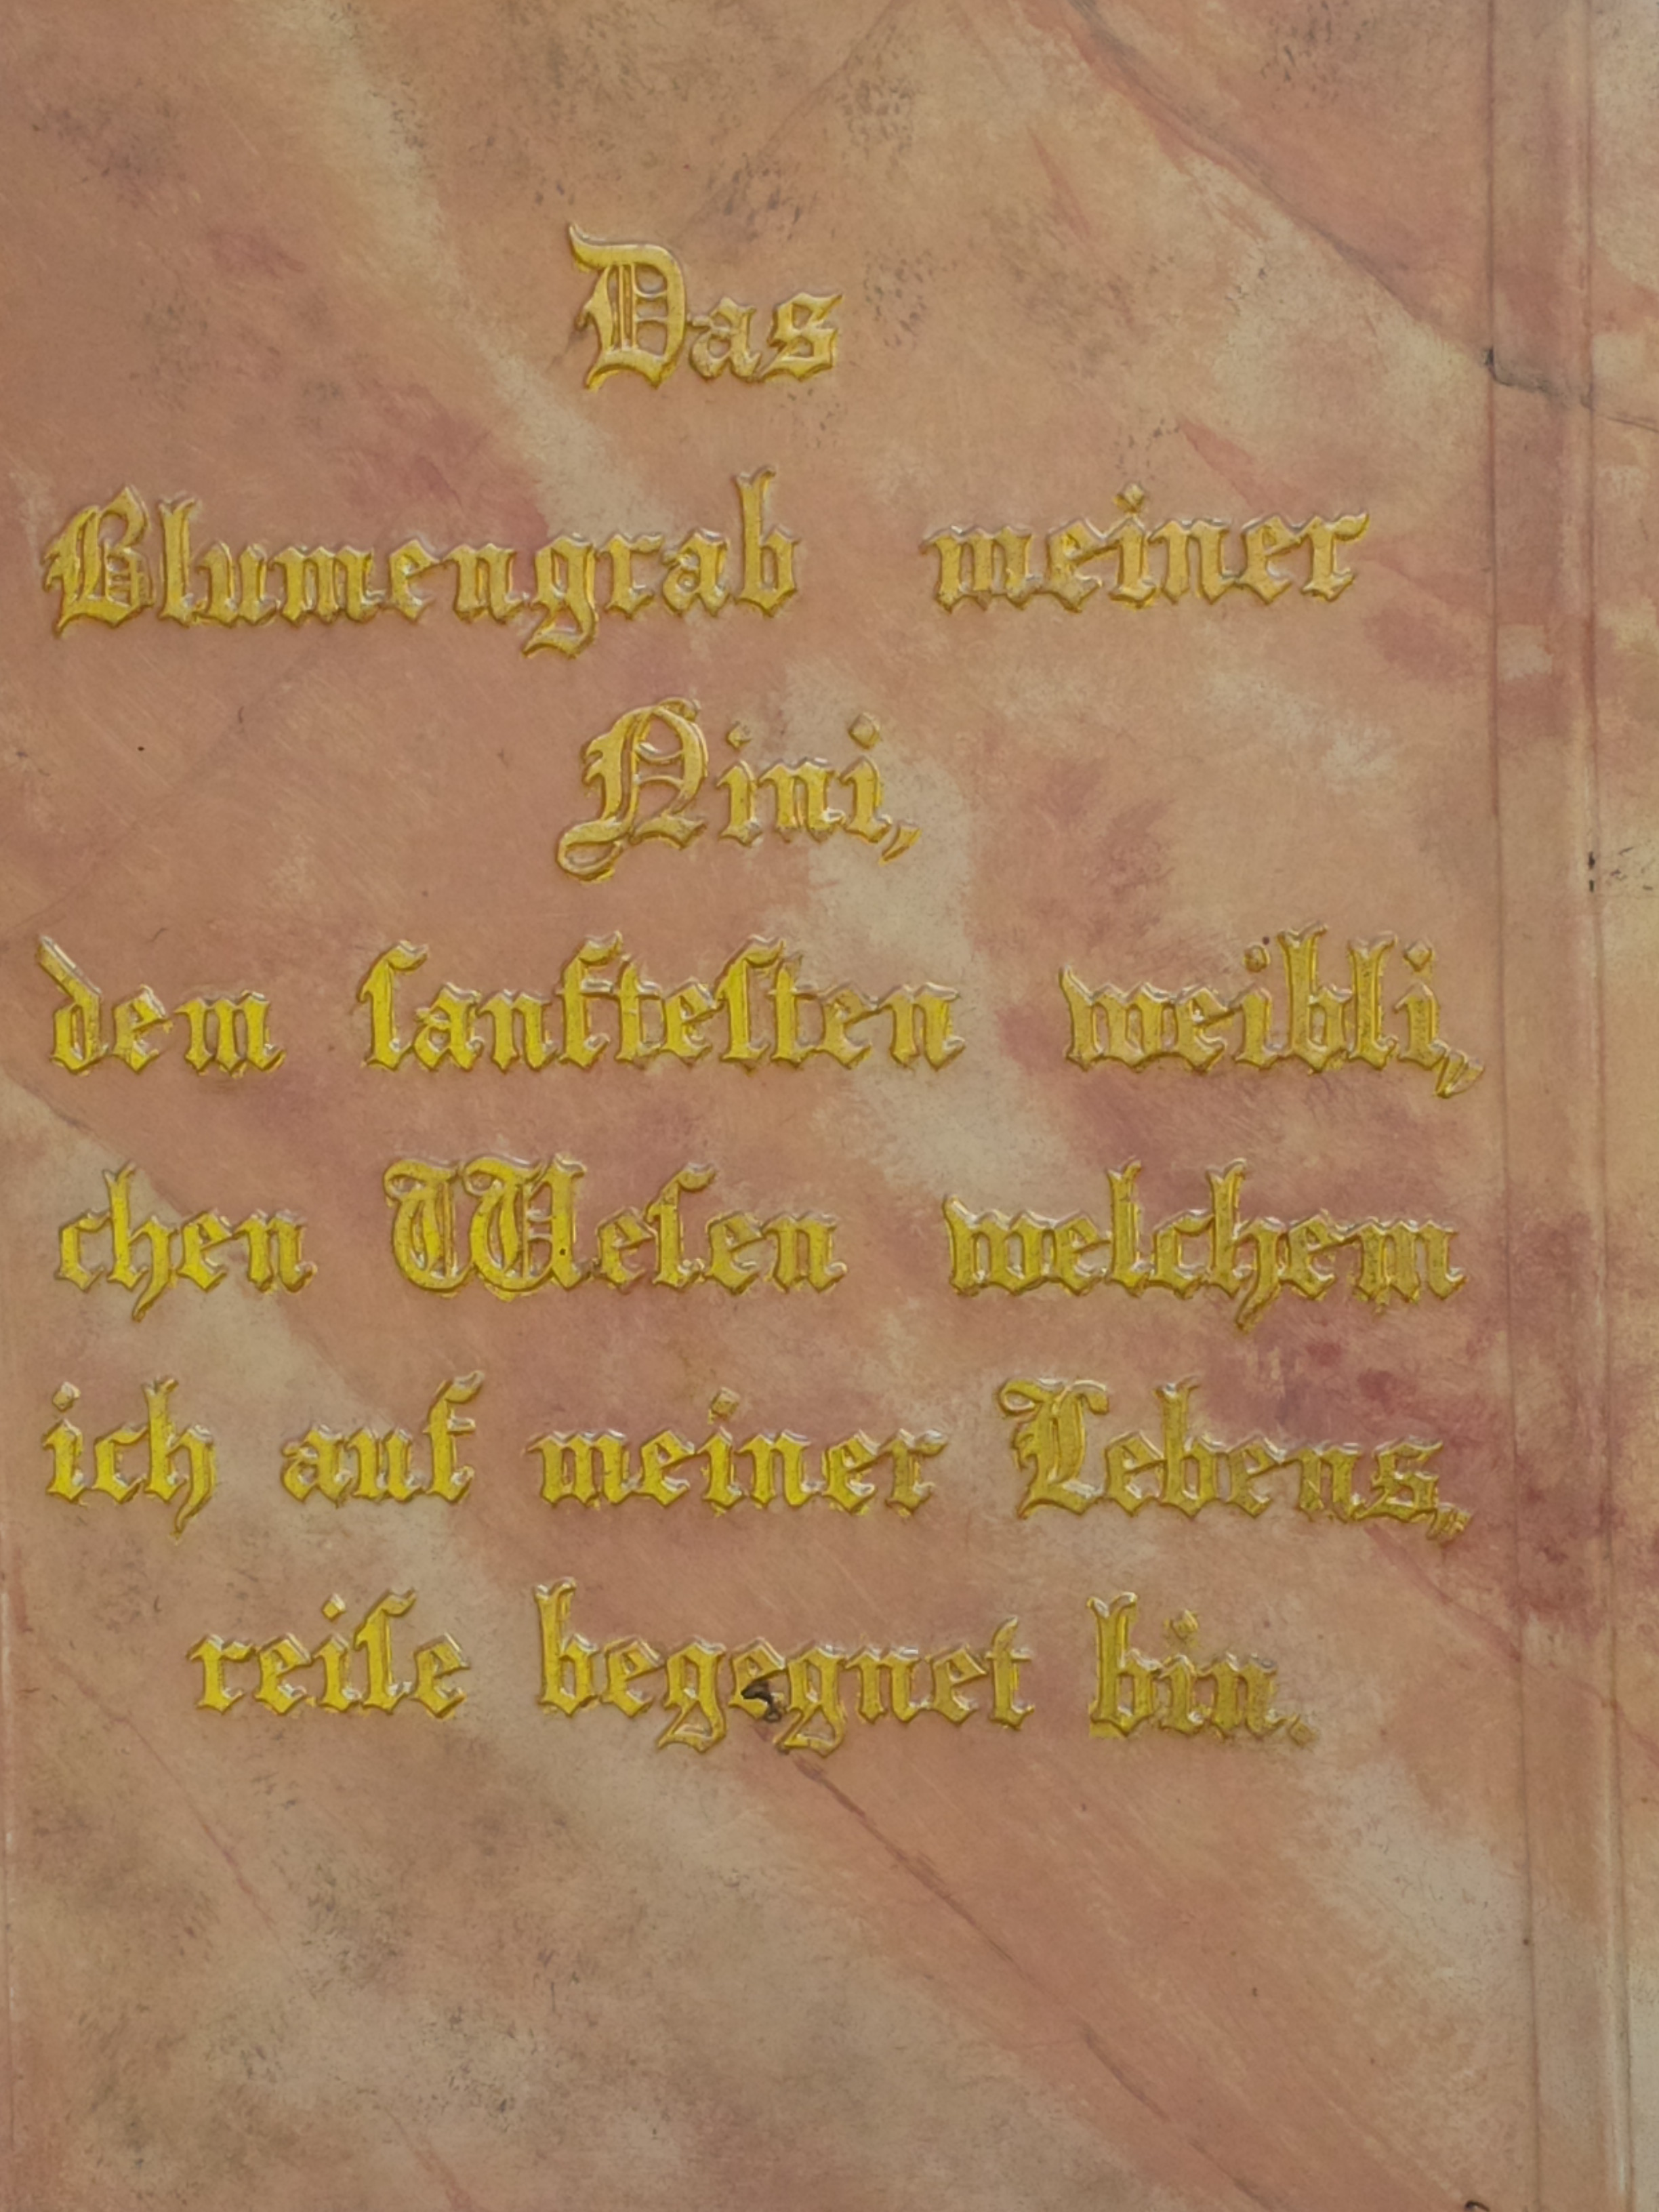 Das
Blumengrab meiner
Nini,
dem ſanfteſten weibli,
chen Weſen welchem
ich auf meiner Lebens,,
reiſe begegnet bin.